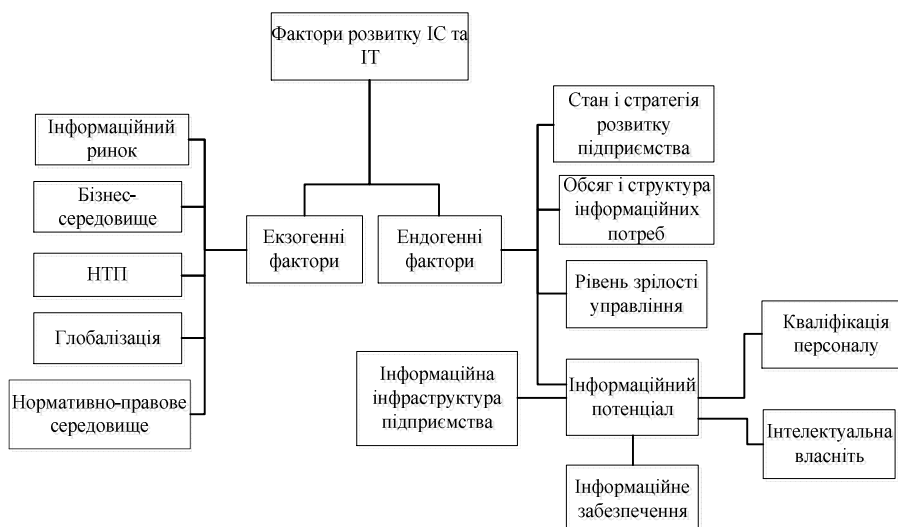 Фактори розвитку ІС та
ІТ
Інформаційний
ринок
Бізнес-
середовище
НТП
Глобалізація
Нормативно-правове
середовище
Екзогенні
фактори
Ендогенні
фактори
Стан і стратегія
розвитку
підприємства
Обсяг і структура
інформаційних
потреб
Рівень зрілості
управління
Інформаційний
потенціал
Інформаційна
інфраструктура
підприємства
Кваліфікація
персоналу
Інтелектуальна
власніть
Інформаційне
забезпечення